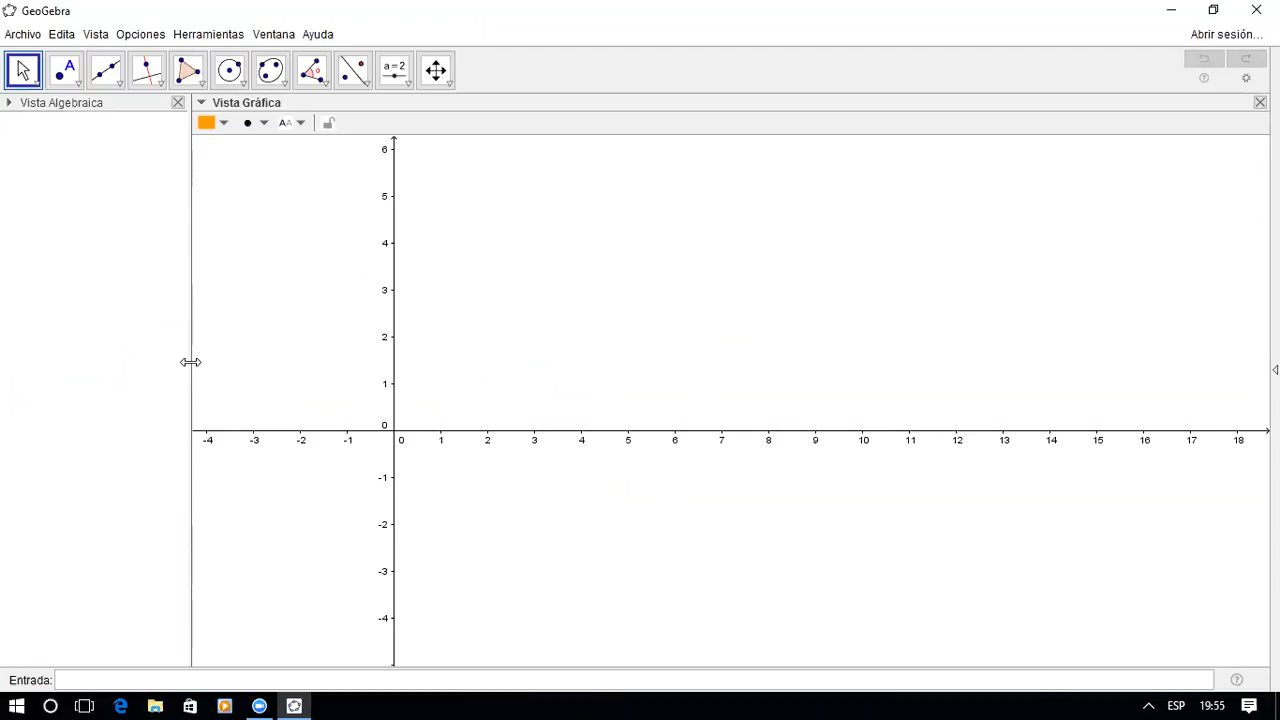 GeoGebra
Archivo Edita Vista Opciones Herramientas Ventana Ayuda
Abrir sesión...
A
a = 2
Vista Algebraica
Vista Gráfica
AA
6
5
4
3
2
1
0
-4 -3 -2 -1 0 1 2 3 4 5 6 7 8 9 10 11 12 13 14 15 16 17 18
-1
-2
-3
-4
Entrada:
ESP 19:55